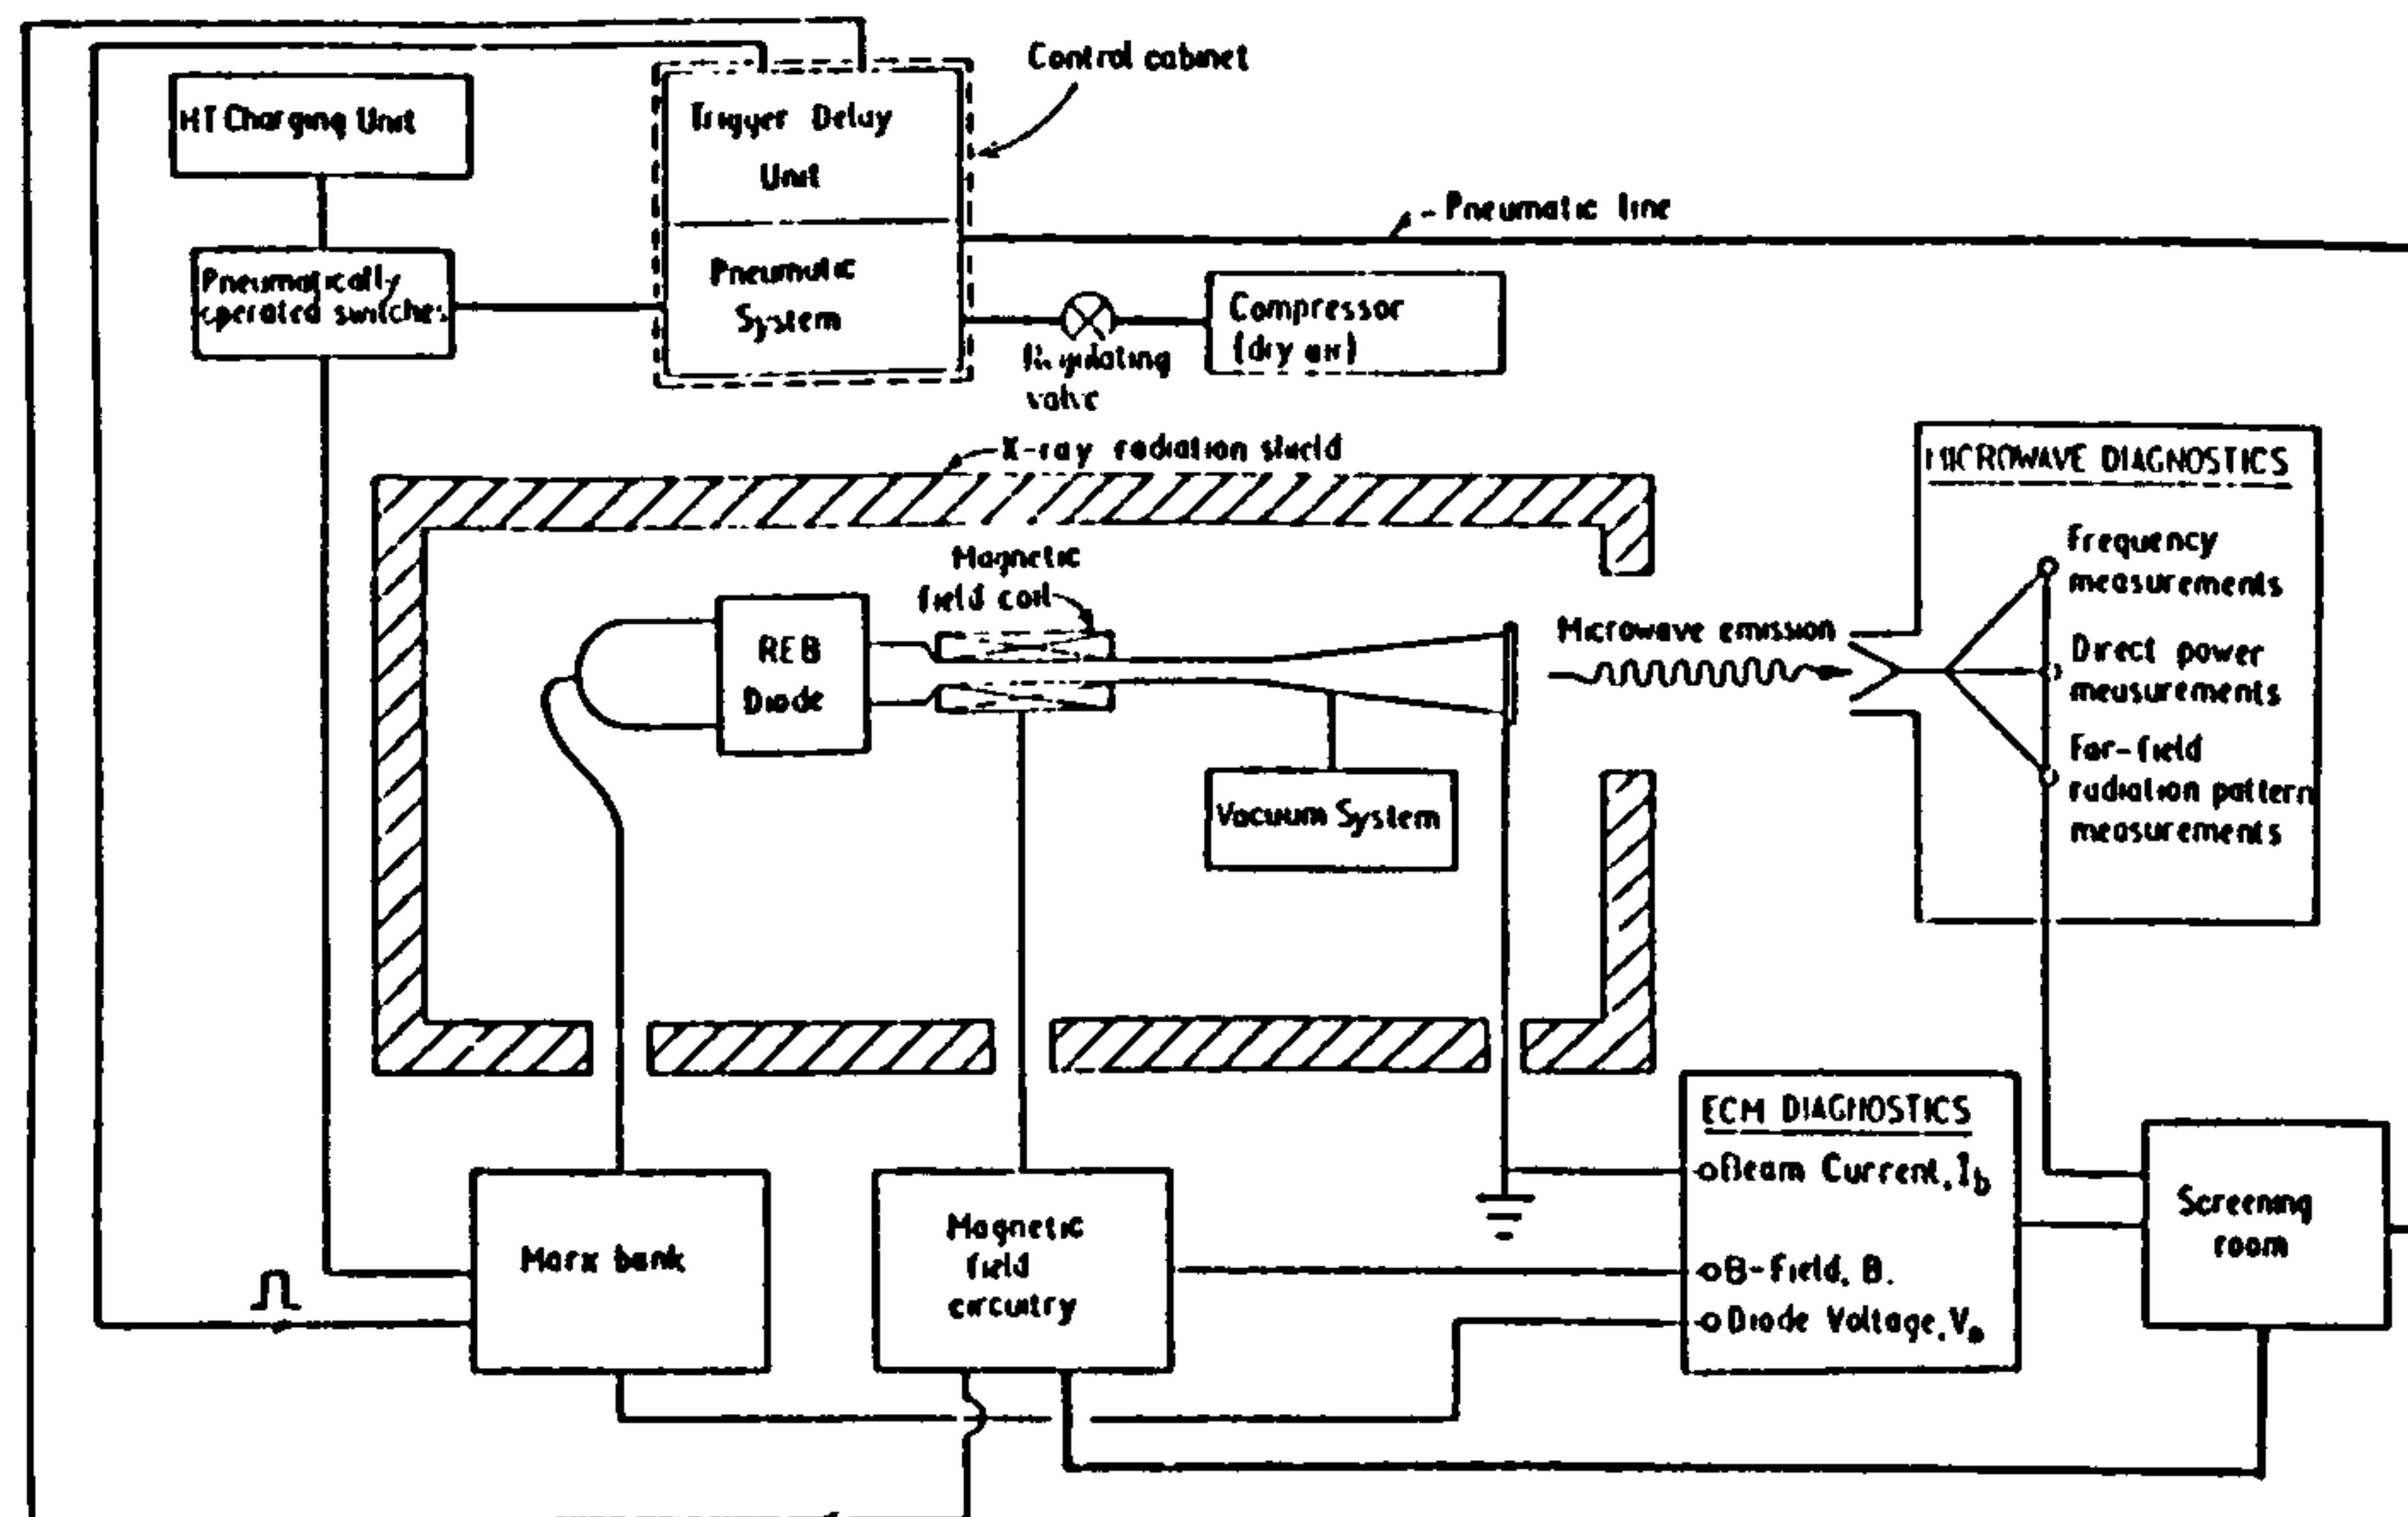 Control cabinet
HT Charging Unit
Trigger Delay
Unit
Pneumatic line
Pneumatically
operated switches
Pneumatic
System
Compressor
(dry air)
Regulating
valve
X-ray radiation shield
MICROWAVE DIAGNOSTICS
Frequency
measurements
Magnetic
field coil
REB
Diode
Microwave emission
Direct power
measurements
Far-field
radiation pattern
measurements
Vacuum System
ECM DIAGNOSTICS
Beam Current, Ib
Screening
room
Marx bank
Magnetic
field
circuitry
B-field, B.
Diode Voltage, Vo